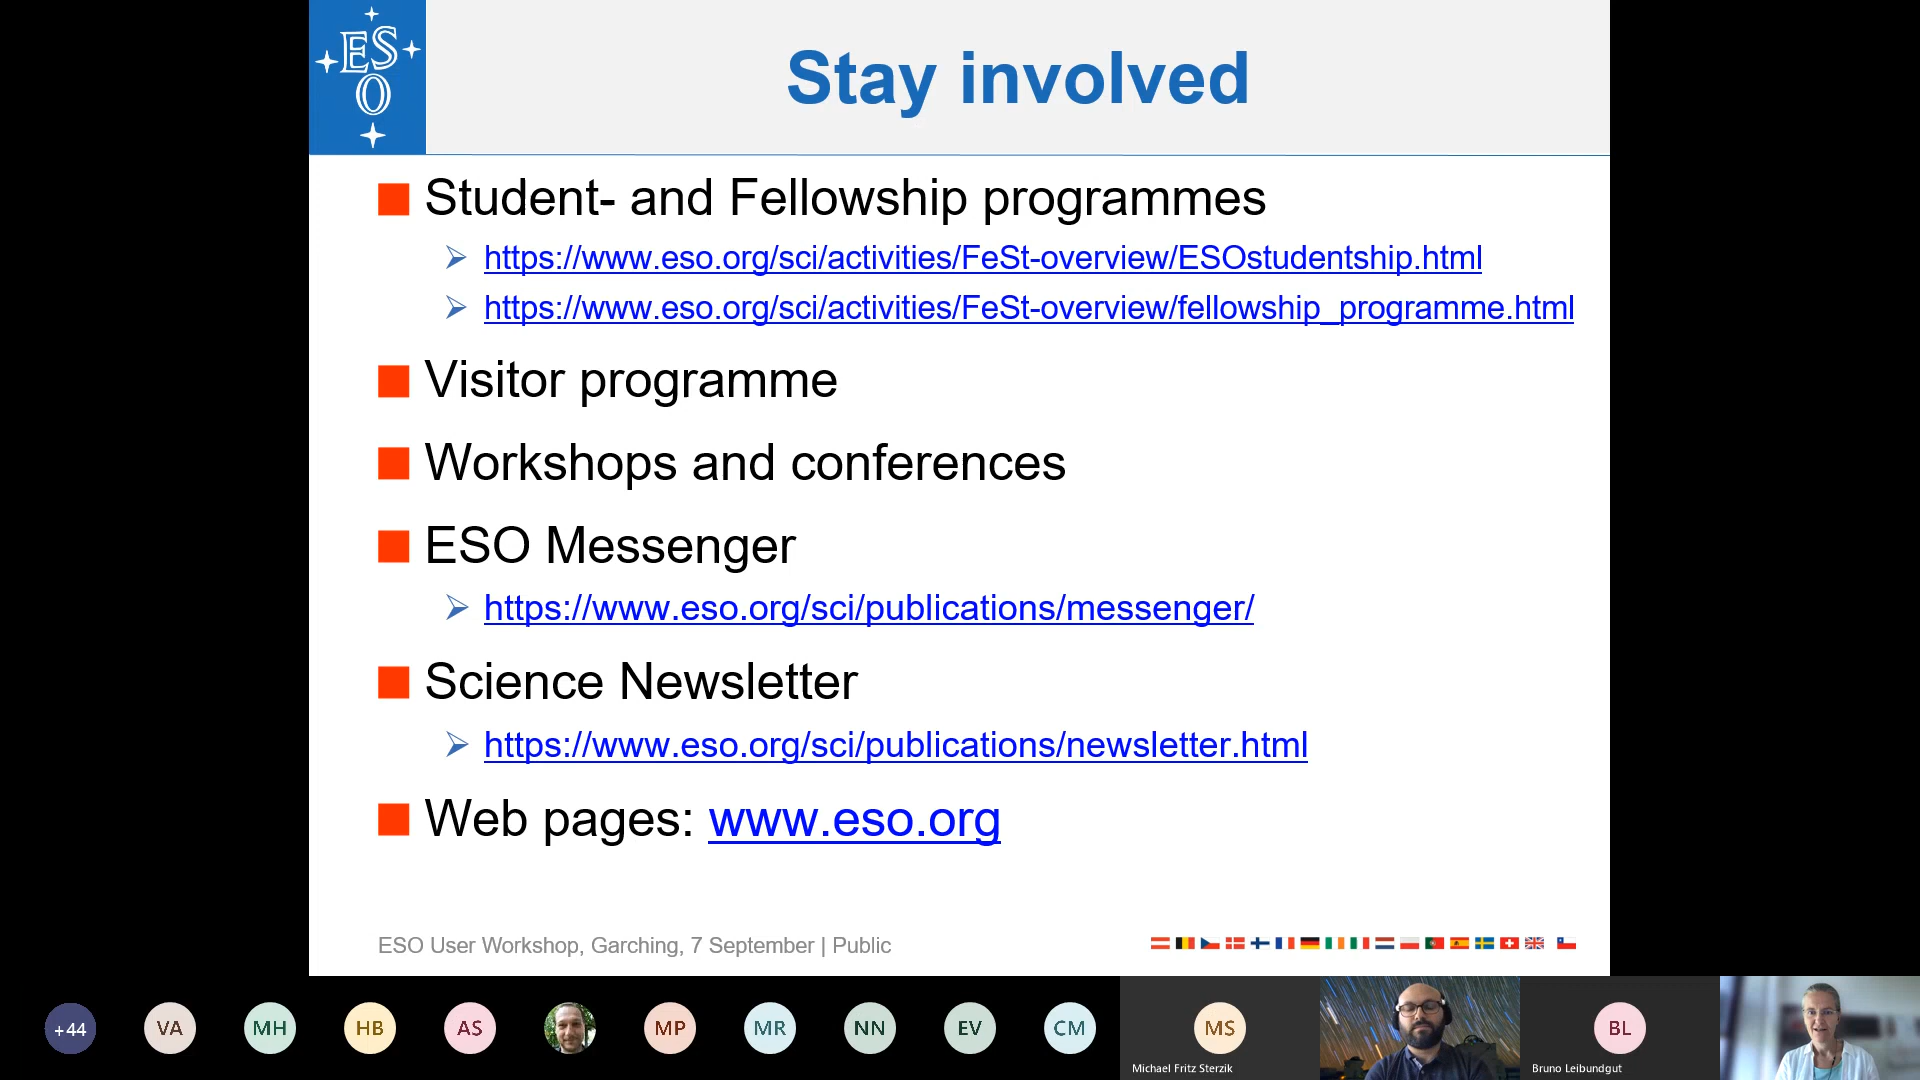 ESO
Stay involved
Student- and Fellowship programmes
https://www.eso.org/sci/activities/FeSt-overview/ESOstudentship.html
https://www.eso.org/sci/activities/FeSt-overview/fellowship_programme.html
Visitor programme
Workshops and conferences
ESO Messenger
https://www.eso.org/sci/publications/messenger/
Science Newsletter
https://www.eso.org/sci/publications/newsletter.html
Web pages: www.eso.org
ESO User Workshop, Garching, 7 September | Public
+44 VA MH HB AS MP MR NN EV CM MS BL
Michael Fritz Sterzik Bruno Leibundgut